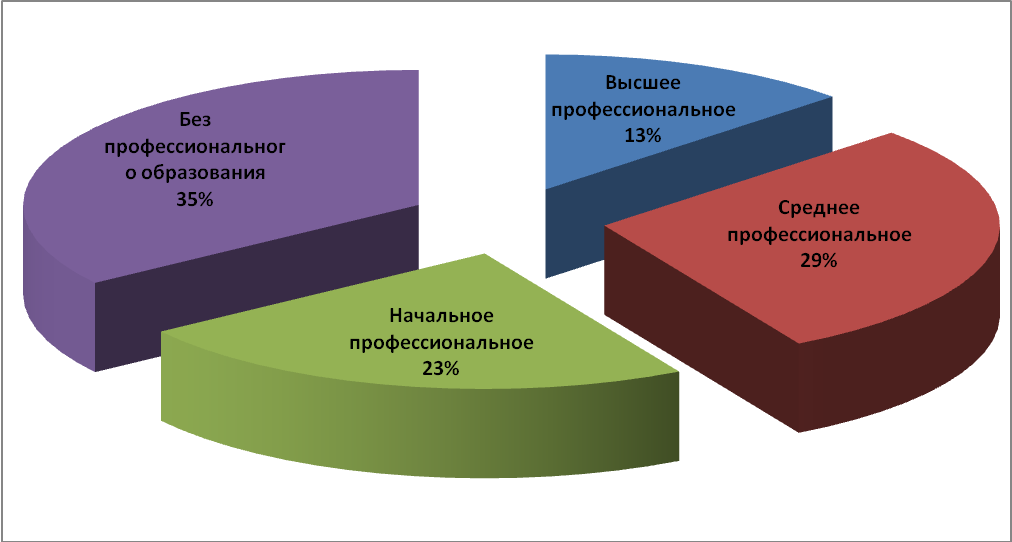 Высшее
профессиональное
13%
Среднее
профессиональное
29%
Начальное
профессиональное
23%
Без
профессиональног
о образования
35%